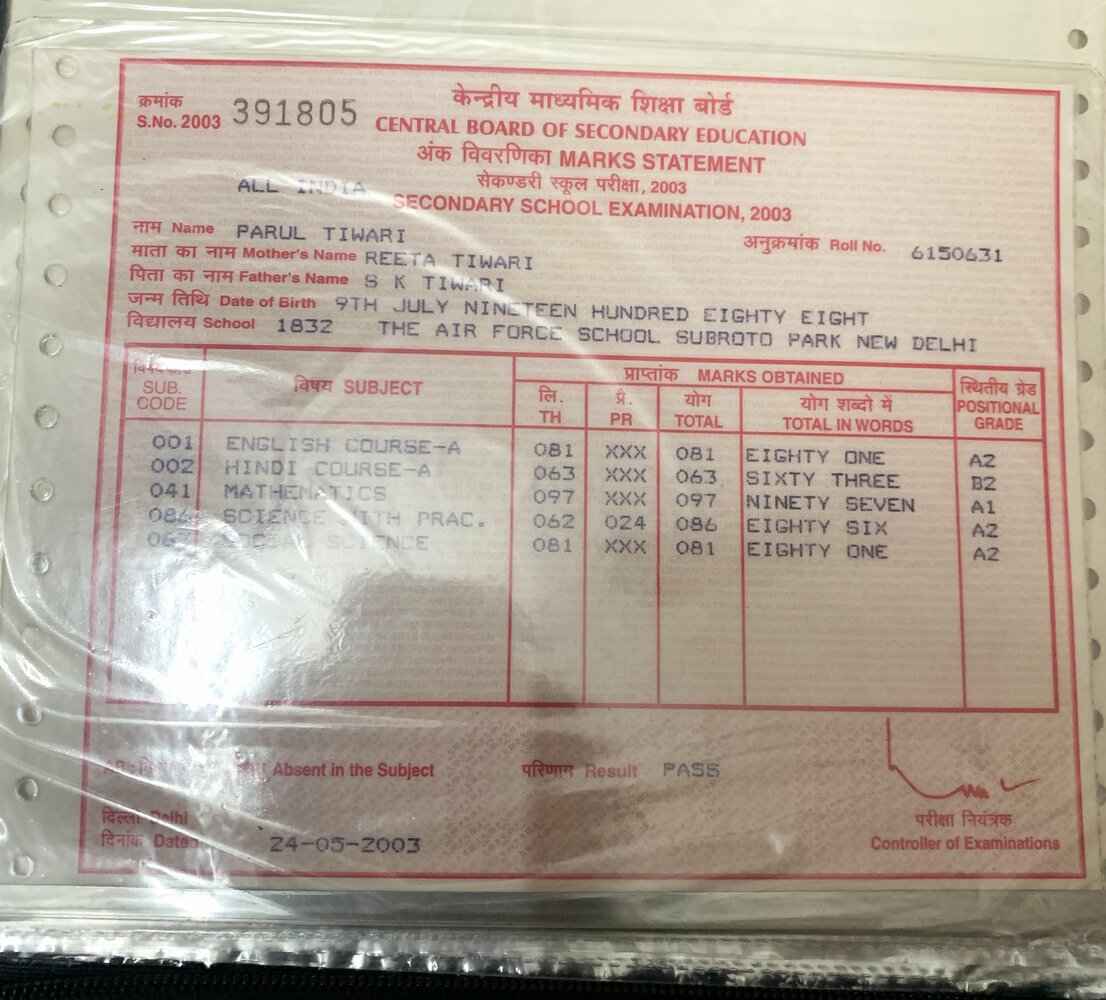 क्रमांक
S.No. 2003 391805
केन्द्रीय माध्यमिक शिक्षा बोर्ड
CENTRAL BOARD OF SECONDARY EDUCATION
अंक विवरणिका MARKS STATEMENT
सेकण्डरी स्कूल परीक्षा, 2003
ALL INDIA
SECONDARY SCHOOL EXAMINATION, 2003
नाम Name PARUL TIWARI अनुक्रमांक Roll No. 6150631
माता का नाम Mother's Name REETA TIWARI
पिता का नाम Father's Name S K TIWARI
जन्म तिथि Date of Birth 9TH JULY NINETEEN HUNDRED EIGHTY EIGHT
विद्यालय School 1832 THE AIR FORCE SCHOOL SUBROTO PARK NEW DELHI
SUB. CODE विषय SUBJECT प्राप्तांक MARKS OBTAINED स्थितीय ग्रेड POSITIONAL GRADE
लि. TH प्रै. PR योग TOTAL योग शब्दो में TOTAL IN WORDS
001 ENGLISH COURSE-A 081 XXX 081 EIGHTY ONE A2
002 HINDI COURSE-A 063 XXX 063 SIXTY THREE B2
041 MATHEMATICS 097 XXX 097 NINETY SEVEN A1
086 SCIENCE WITH PRAC. 062 024 086 EIGHTY SIX A2
SCIENCE 081 XXX 081 EIGHTY ONE A2
Absent in the Subject परिणाम Result PASS
दिल्ली Delhi
दिनांक Dated 24-05-2003
परीक्षा नियंत्रक
Controller of Examinations